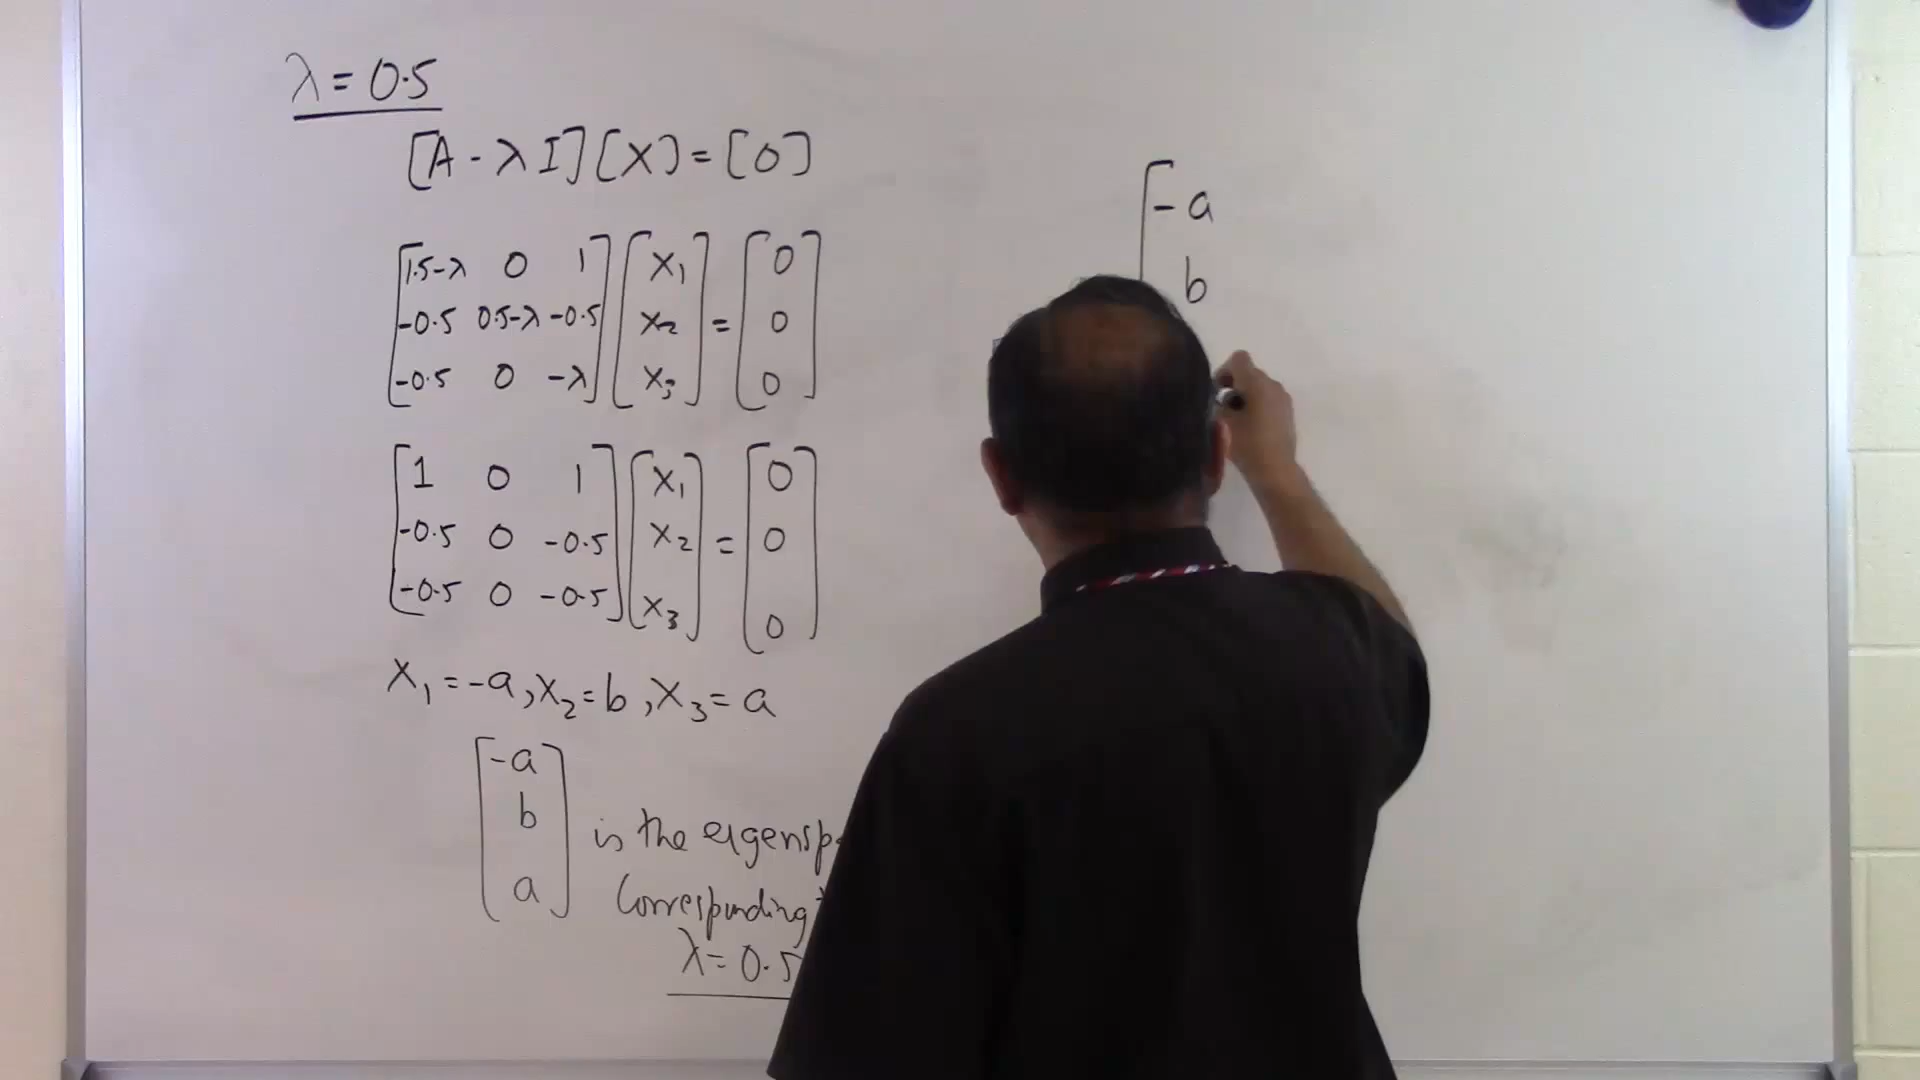 λ = 0.5
[A - λ I] [X] = [0]
[1.5-λ 0 1] [x1] [0]
[-0.5 0.5-λ -0.5] [x2] = [0]
[-0.5 0 -λ] [x3] [0]
[1 0 1] [x1] [0]
[-0.5 0 -0.5] [x2] = [0]
[-0.5 0 -0.5] [x3] [0]
x1 = -a, x2 = b, x3 = a
[-a]
[b] is the
[a] Corresponding
λ = 0.5
[-a
b